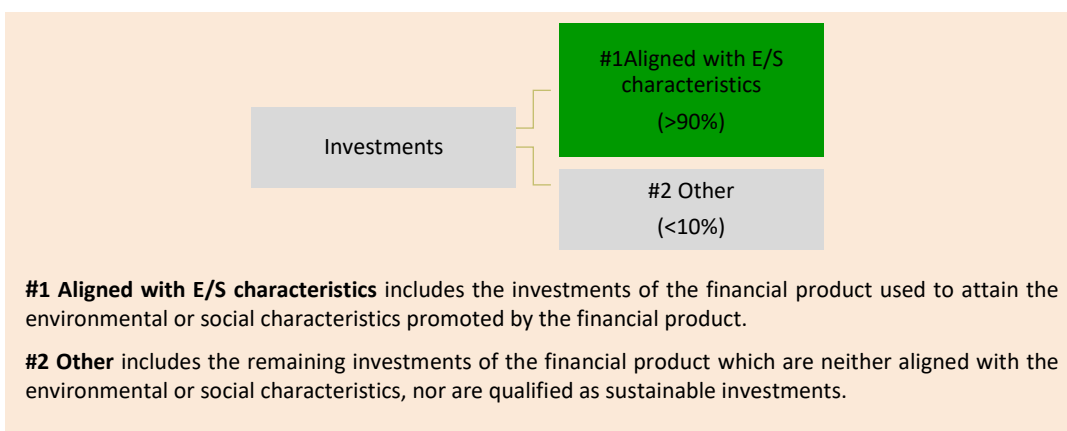 #1Aligned with E/S
characteristics
(>90%)
Investments
#2 Other
(<10%)
#1 Aligned with E/S characteristics includes the investments of the financial product used to attain the
environmental or social characteristics promoted by the financial product.
#2 Other includes the remaining investments of the financial product which are neither aligned with the
environmental or social characteristics, nor are qualified as sustainable investments.